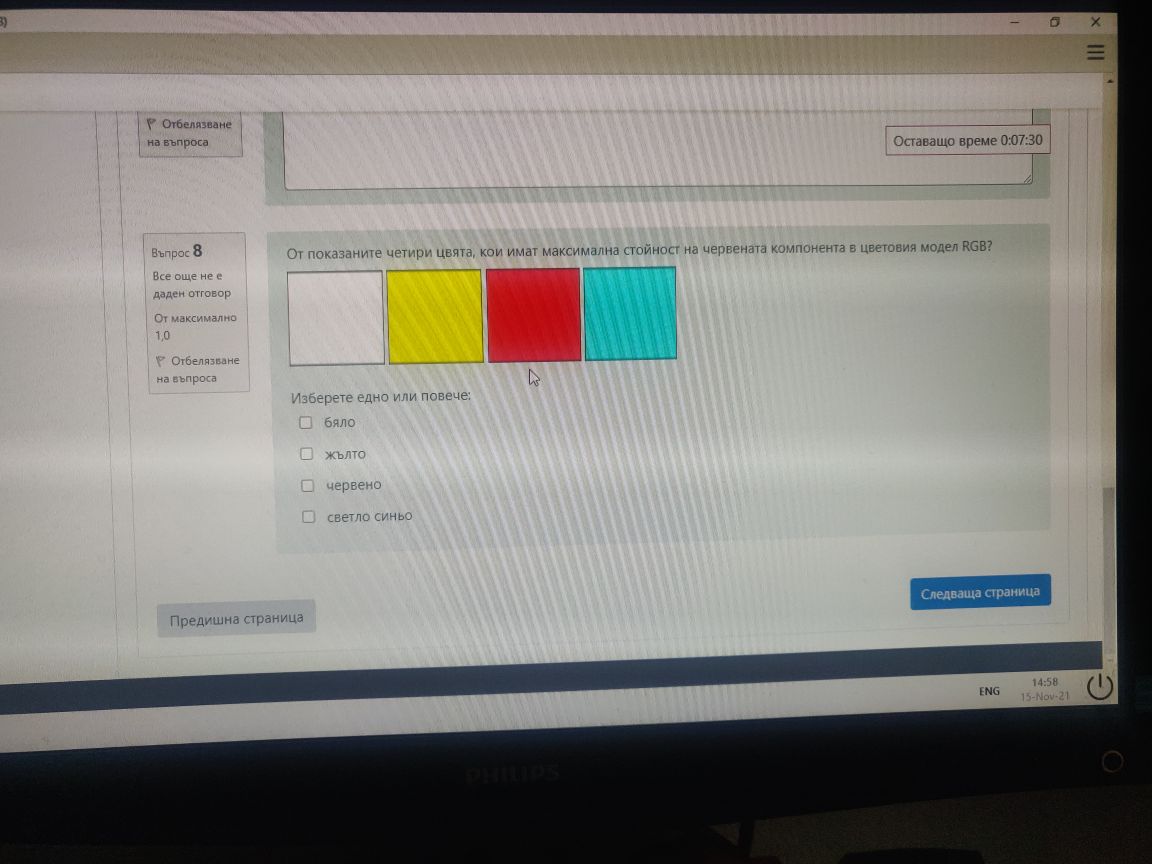 3)
Отбелязване
на въпроса
Оставащо време 0:07:30
Въпрос 8
Все още не е
даден отговор
От максимално
1,0
Отбелязване
на въпроса
От показаните четири цвята, кои имат максимална стойност на червената компонента в цветовия модел RGB?
Изберете едно или повече:
бяло
жълто
червено
светло синьо
Предишна страница
Следваща страница
ENG
14:58
15-Nov-21
PHILIPS